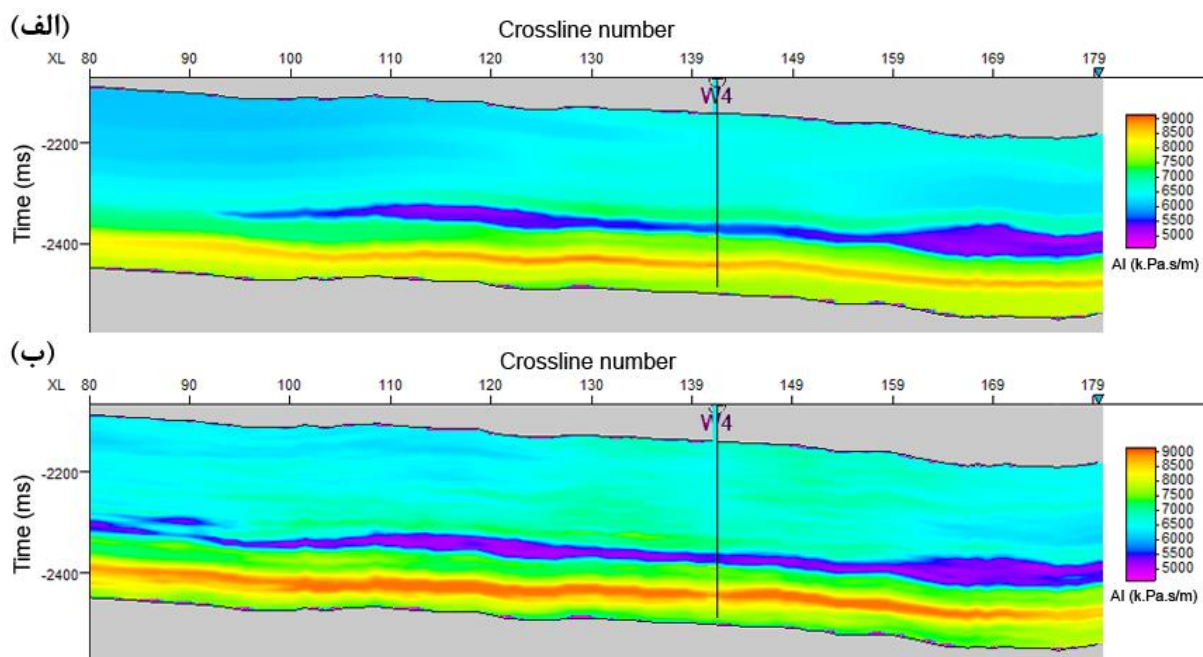 (الف)
Crossline number
XL 80 90 100 110 120 130 139 149 159 169 179
W4
-2200
-2400
Time (ms)
9000
8500
8000
7500
7000
6500
6000
5500
5000
AI (k.Pa.s/m)
(ب)
Crossline number
XL 80 90 100 110 120 130 139 149 159 169 179
W4
-2200
-2400
Time (ms)
9000
8500
8000
7500
7000
6500
6000
5500
5000
AI (k.Pa.s/m)